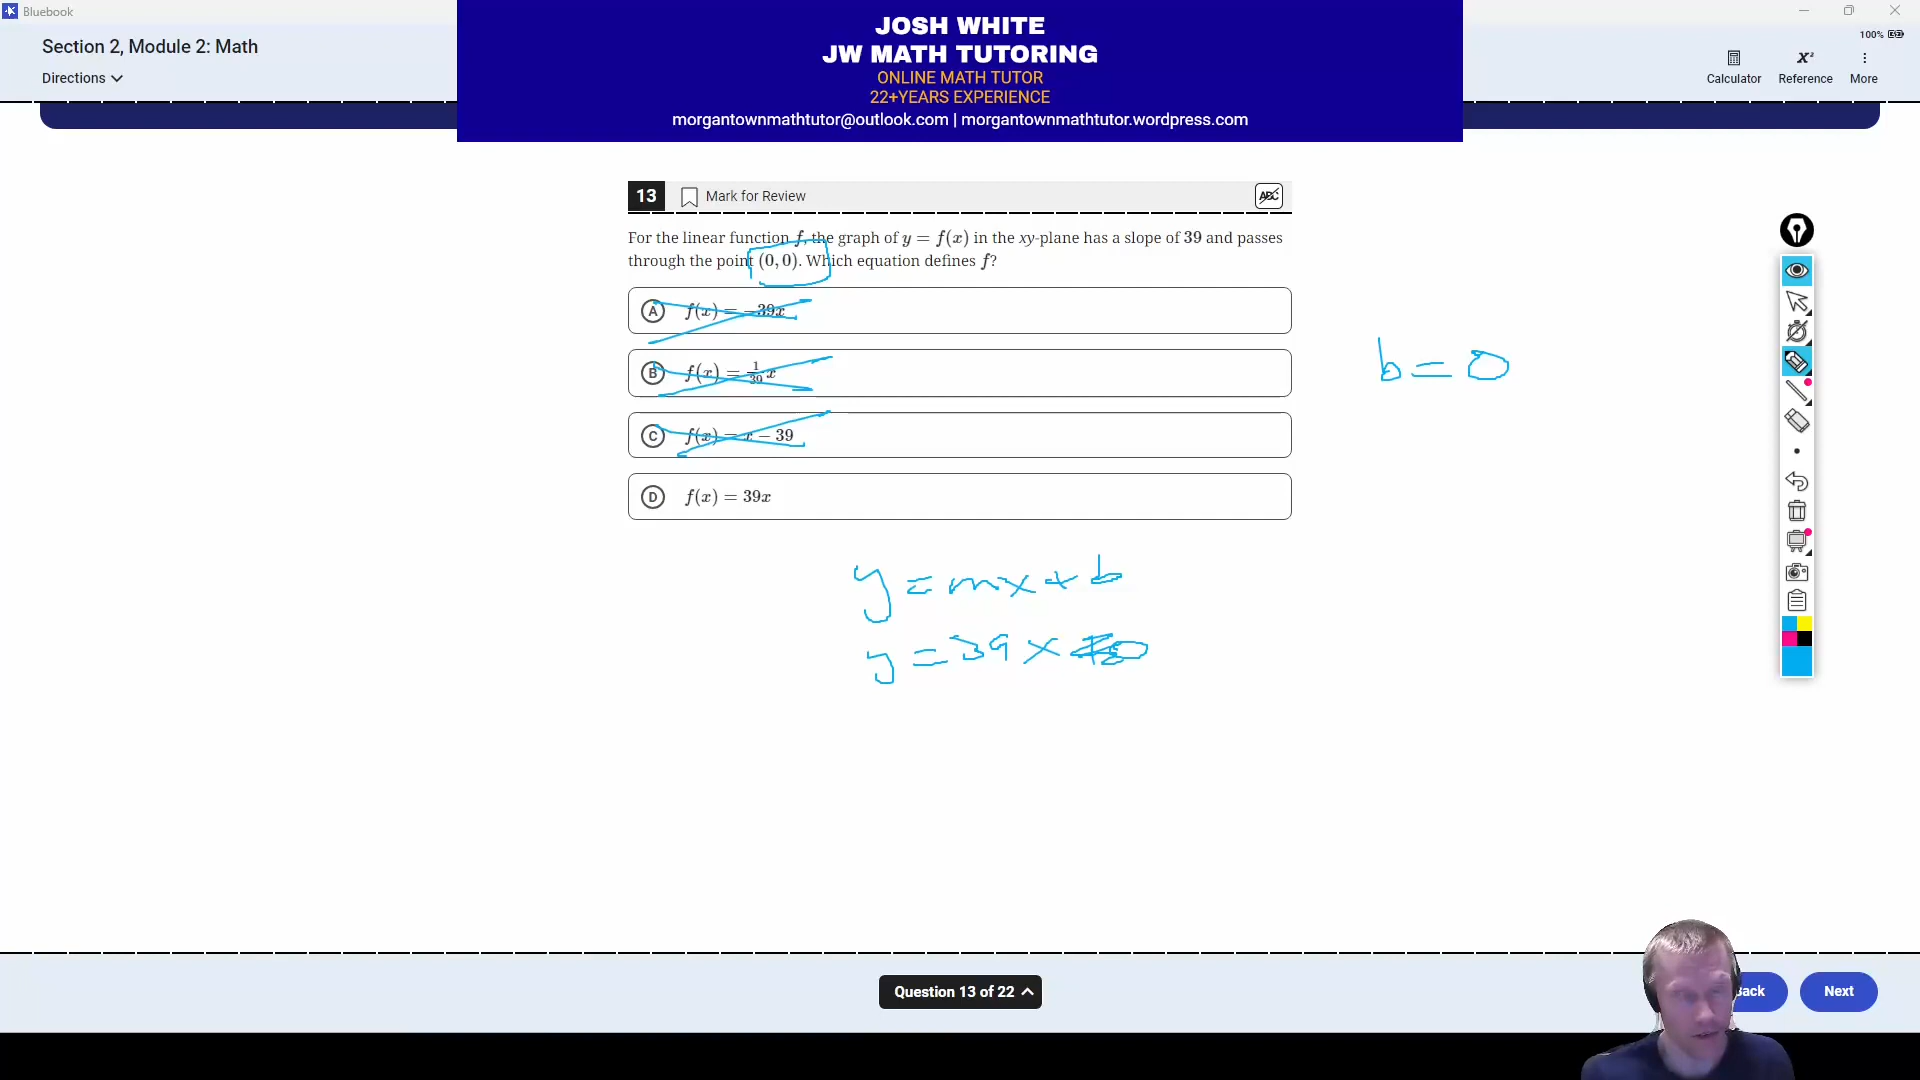 Bluebook
Section 2, Module 2: Math
Directions
JOSH WHITE
JW MATH TUTORING
ONLINE MATH TUTOR
22+YEARS EXPERIENCE
morgantownmathtutor@outlook.com | morgantownmathtutor.wordpress.com
100%
Calculator
x²
Reference
More
13 Mark for Review
ABC
For the linear function f, the graph of y = f(x) in the xy-plane has a slope of 39 and passes
through the point (0, 0). Which equation defines f?
A f(x) = −39x
B f(x) = 1/39 x
C f(x) = x − 39
D f(x) = 39x
b = 0
y = mx + b
y = 39x
Question 13 of 22
Back
Next